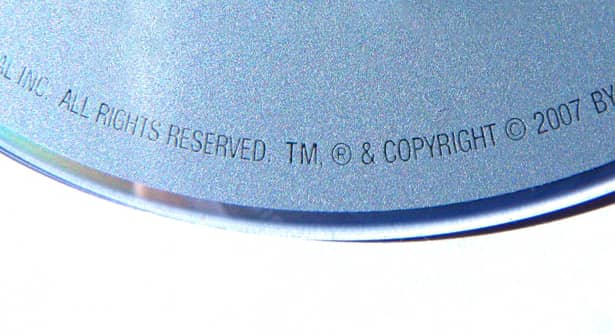 AL INC. ALL RIGHTS RESERVED. TM, ® & COPYRIGHT © 2007 BY